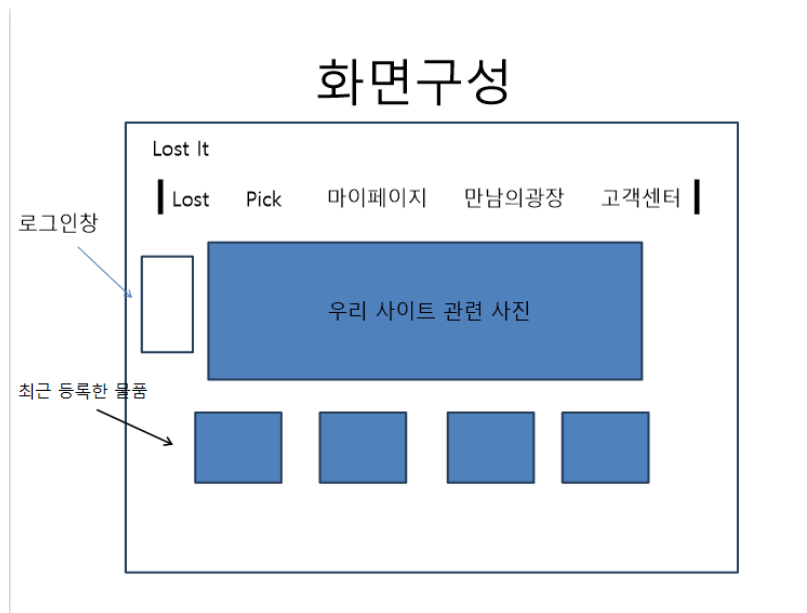 화면구성
Lost It
Lost Pick 마이페이지 만남의광장 고객센터
로그인창
우리 사이트 관련 사진
최근 등록한 물품